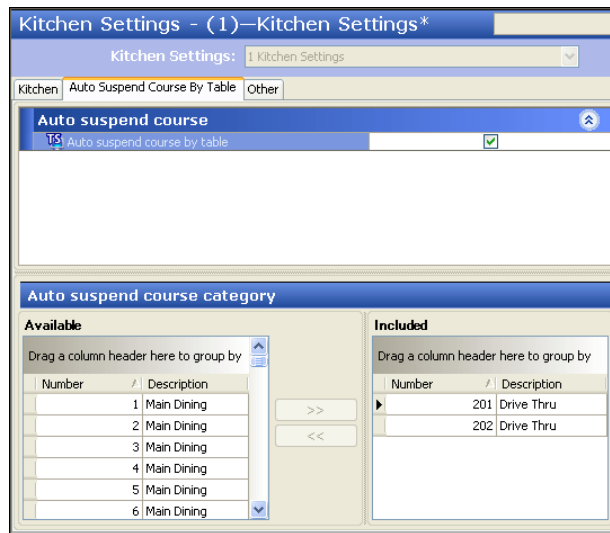 Kitchen Settings - (1)—Kitchen Settings*
Kitchen Settings: 1 Kitchen Settings
Kitchen Auto Suspend Course By Table Other
Auto suspend course
TS Auto suspend course by table
Auto suspend course category
Available
Drag a column header here to group by
Number / Description
1 Main Dining
2 Main Dining
3 Main Dining
4 Main Dining
5 Main Dining
6 Main Dining
>>
<<
Included
Drag a column header here to group by
Number / Description
201 Drive Thru
202 Drive Thru